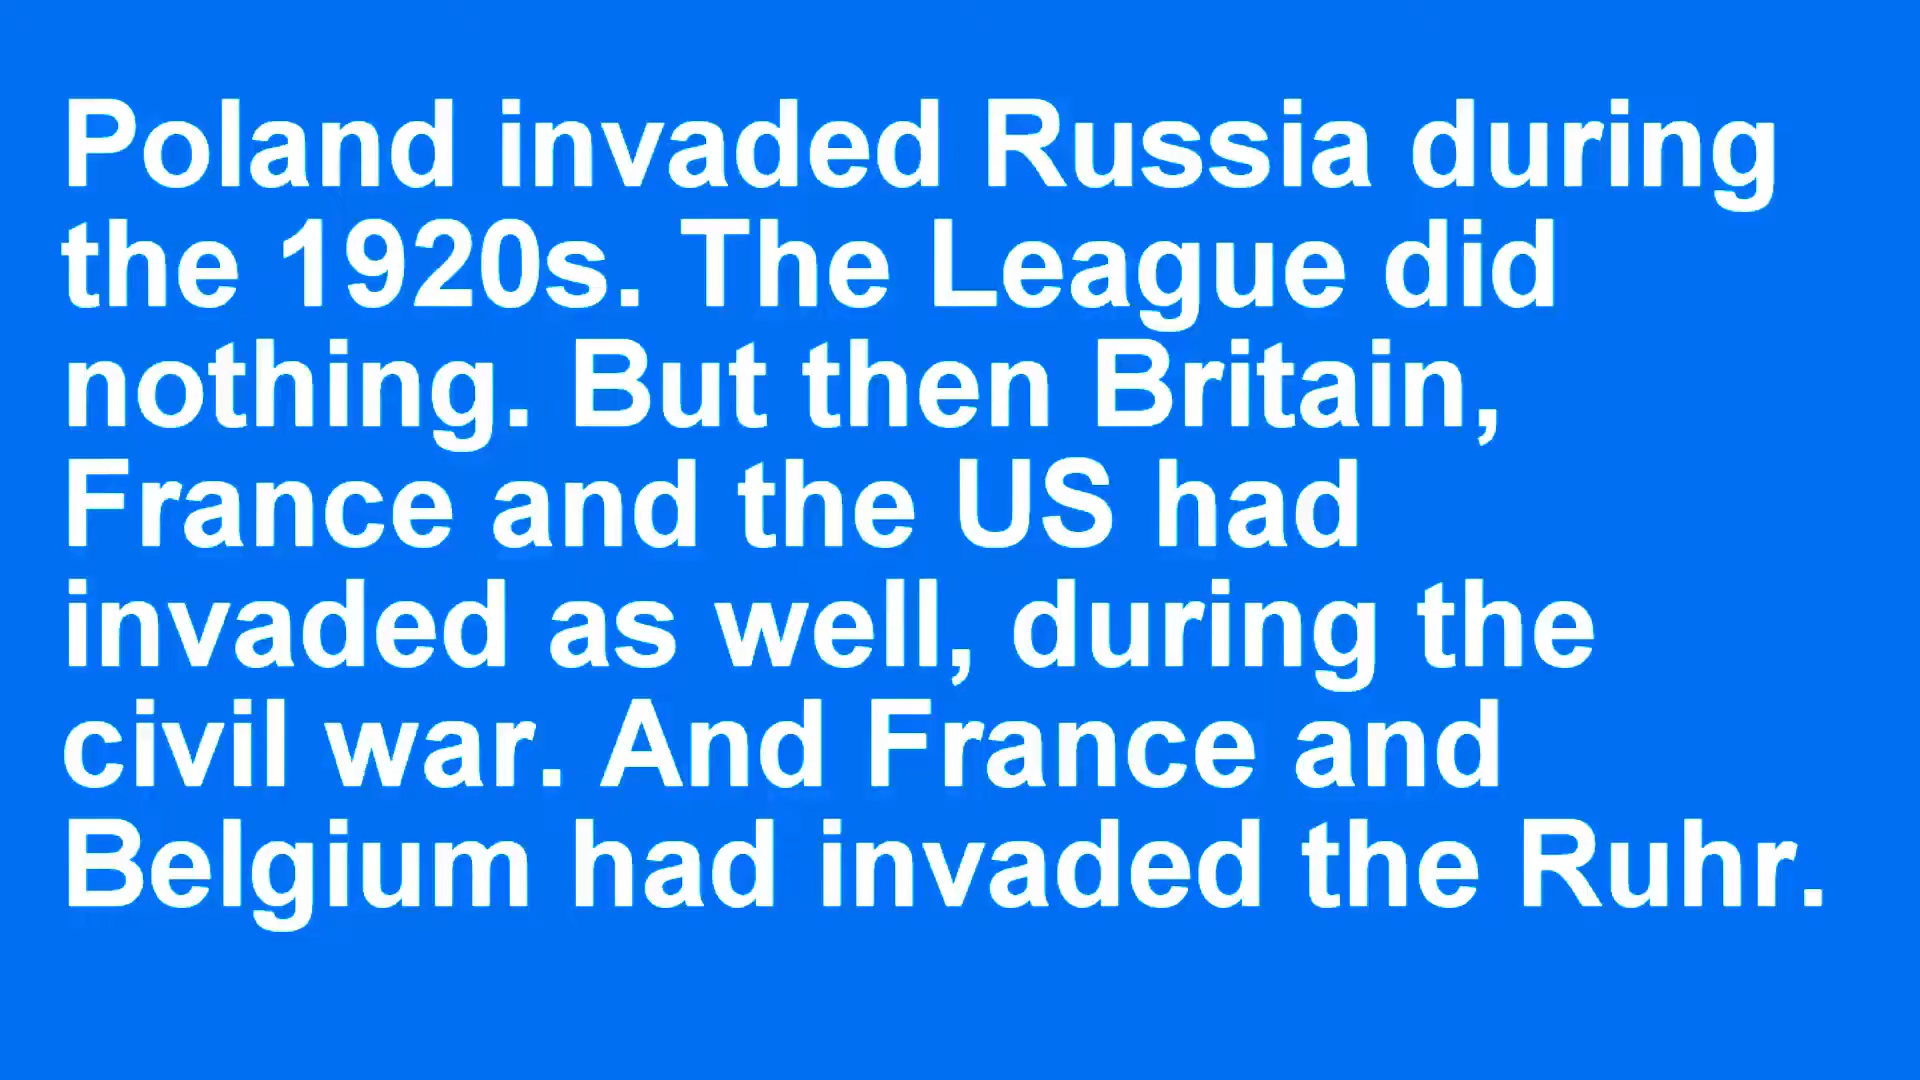 Poland invaded Russia during
the 1920s. The League did
nothing. But then Britain,
France and the US had
invaded as well, during the
civil war. And France and
Belgium had invaded the Ruhr.